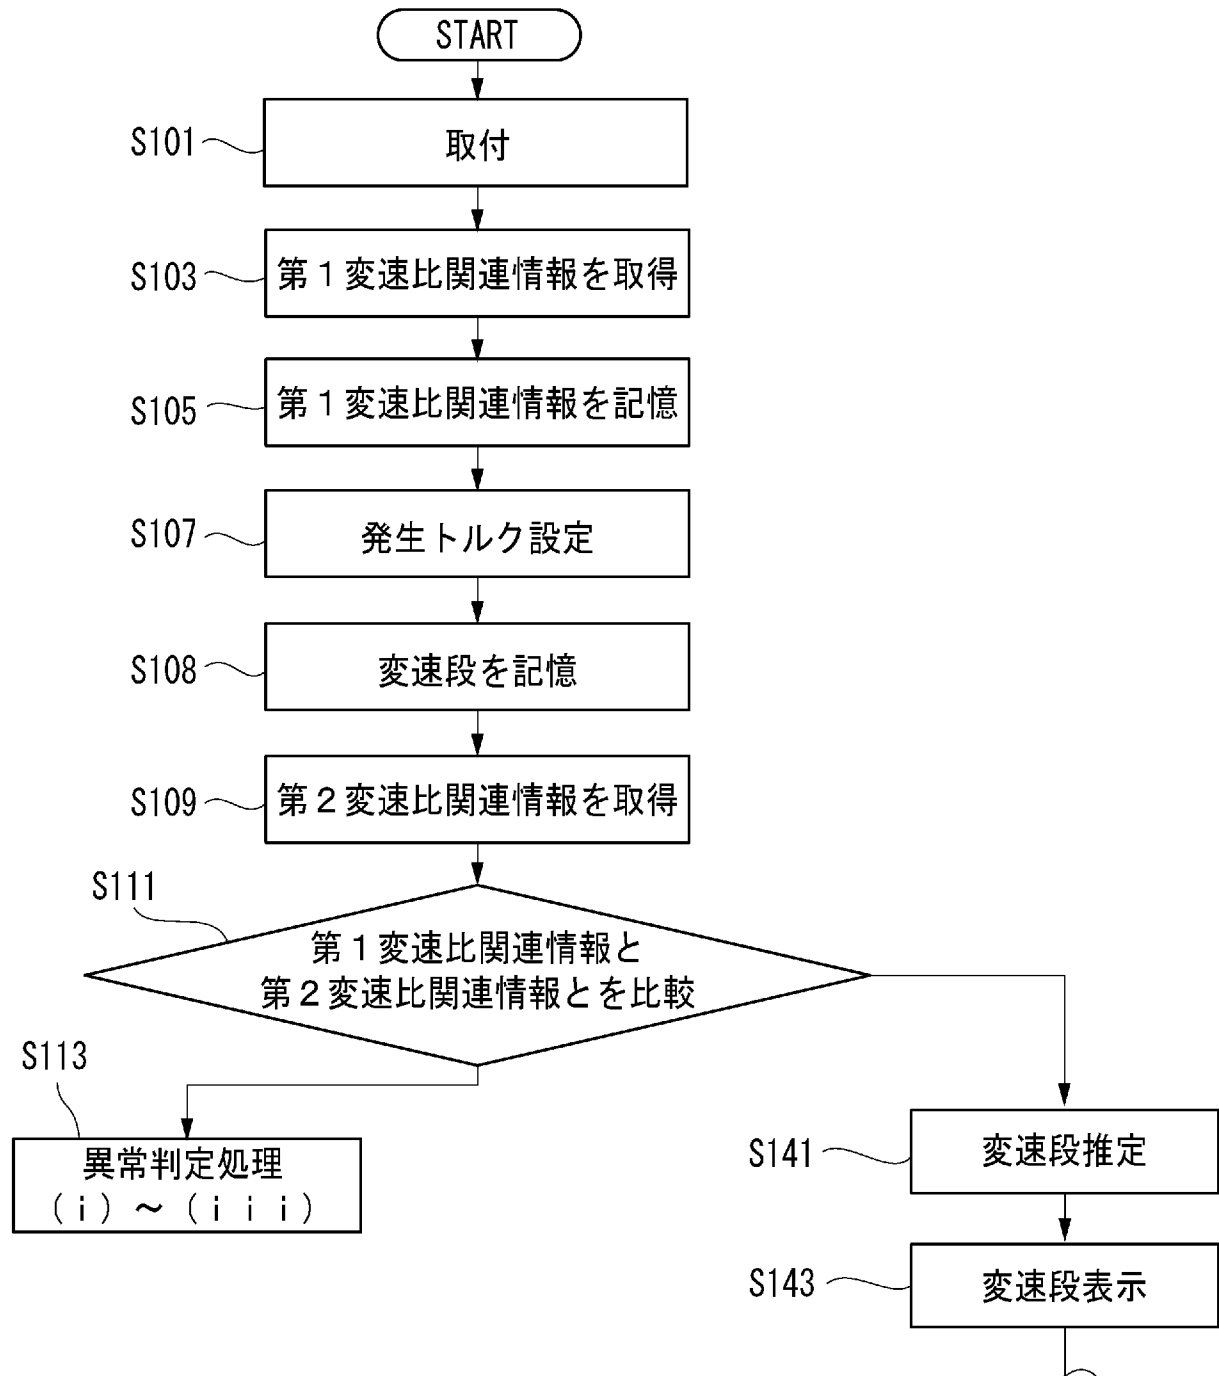 START
S101
取付
S103
第１変速比関連情報を取得
S105
第１変速比関連情報を記憶
S107
発生トルク設定
S108
変速段を記憶
S109
第２変速比関連情報を取得
S111
第１変速比関連情報と
第２変速比関連情報とを比較
S113
異常判定処理
（ｉ）～（ｉｉｉ）
S141
変速段推定
S143
変速段表示